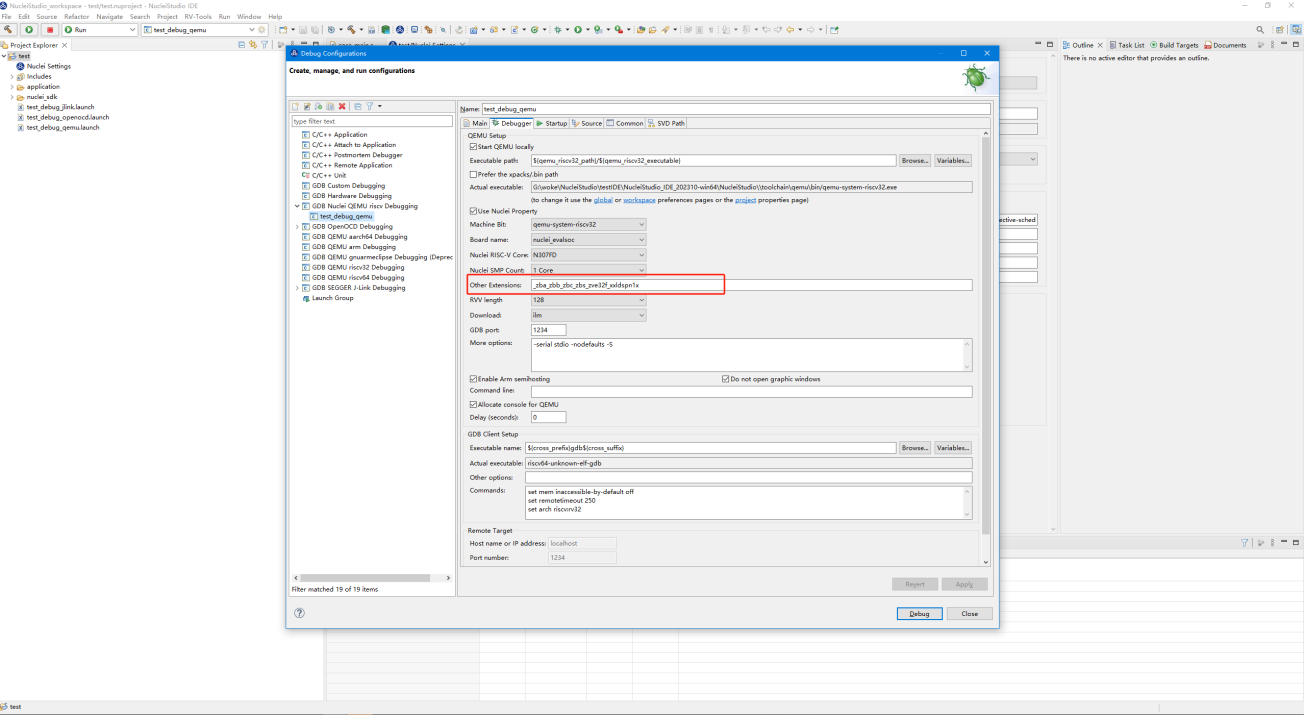 NucleiStudio_workspace - test/test.nuproject - NucleiStudio IDE
File Edit Source Refactor Navigate Search Project RV-Tools Run Window Help
Run test_debug_qemu
Project Explorer
Outline Task List Build Targets Documents
There is no active editor that provides an outline.
test
Nuclei Settings
Includes
application
nuclei_sdk
test_debug_jlink.launch
test_debug_openocd.launch
test_debug_qemu.launch
Debug Configurations
Create, manage, and run configurations
type filter text
C/C++ Application
C/C++ Attach to Application
C/C++ Postmortem Debugger
C/C++ Remote Application
C/C++ Unit
GDB Custom Debugging
GDB Hardware Debugging
GDB Nuclei QEMU riscv Debugging
test_debug_qemu
GDB OpenOCD Debugging
GDB QEMU aarch64 Debugging
GDB QEMU arm Debugging
GDB QEMU gnuarmeclipse Debugging (Deprec
GDB QEMU riscv32 Debugging
GDB QEMU riscv64 Debugging
GDB SEGGER J-Link Debugging
Launch Group
Filter matched 19 of 19 items
Name: test_debug_qemu
Main Debugger Startup Source Common SVD Path
QEMU Setup
Start QEMU locally
Executable path: ${qemu_riscv32_path}/${qemu_riscv32_executable} Browse... Variables...
Prefer the xpacks/.bin path
Actual executable: G:\woke\NucleiStudio\testIDE\NucleiStudio_IDE_202310-win64\NucleiStudio\\toolchain\qemu\bin/qemu-system-riscv32.exe
(to change it use the global or workspace preferences pages or the project properties page)
Use Nuclei Property
Machine Bit: qemu-system-riscv32
Board name: nuclei_evalsoc
Nuclei RISC-V Core: N307FD
Nuclei SMP Count: 1 Core
Other Extensions: _zba_zbb_zbc_zbs_zve32f_xxldspn1x
RVV length 128
Download: ilm
GDB port: 1234
More options: -serial stdio -nodefaults -S
Enable Arm semihosting Do not open graphic windows
Command line:
Allocate console for QEMU
Delay (seconds): 0
GDB Client Setup
Executable name: ${cross_prefix}gdb${cross_suffix} Browse... Variables...
Actual executable: riscv64-unknown-elf-gdb
Other options:
Commands: set mem inaccessible-by-default off
set remotetimeout 250
set arch riscv:rv32
Remote Target
Host name or IP address: localhost
Port number: 1234
Revert Apply
Debug Close
ective-sched
test